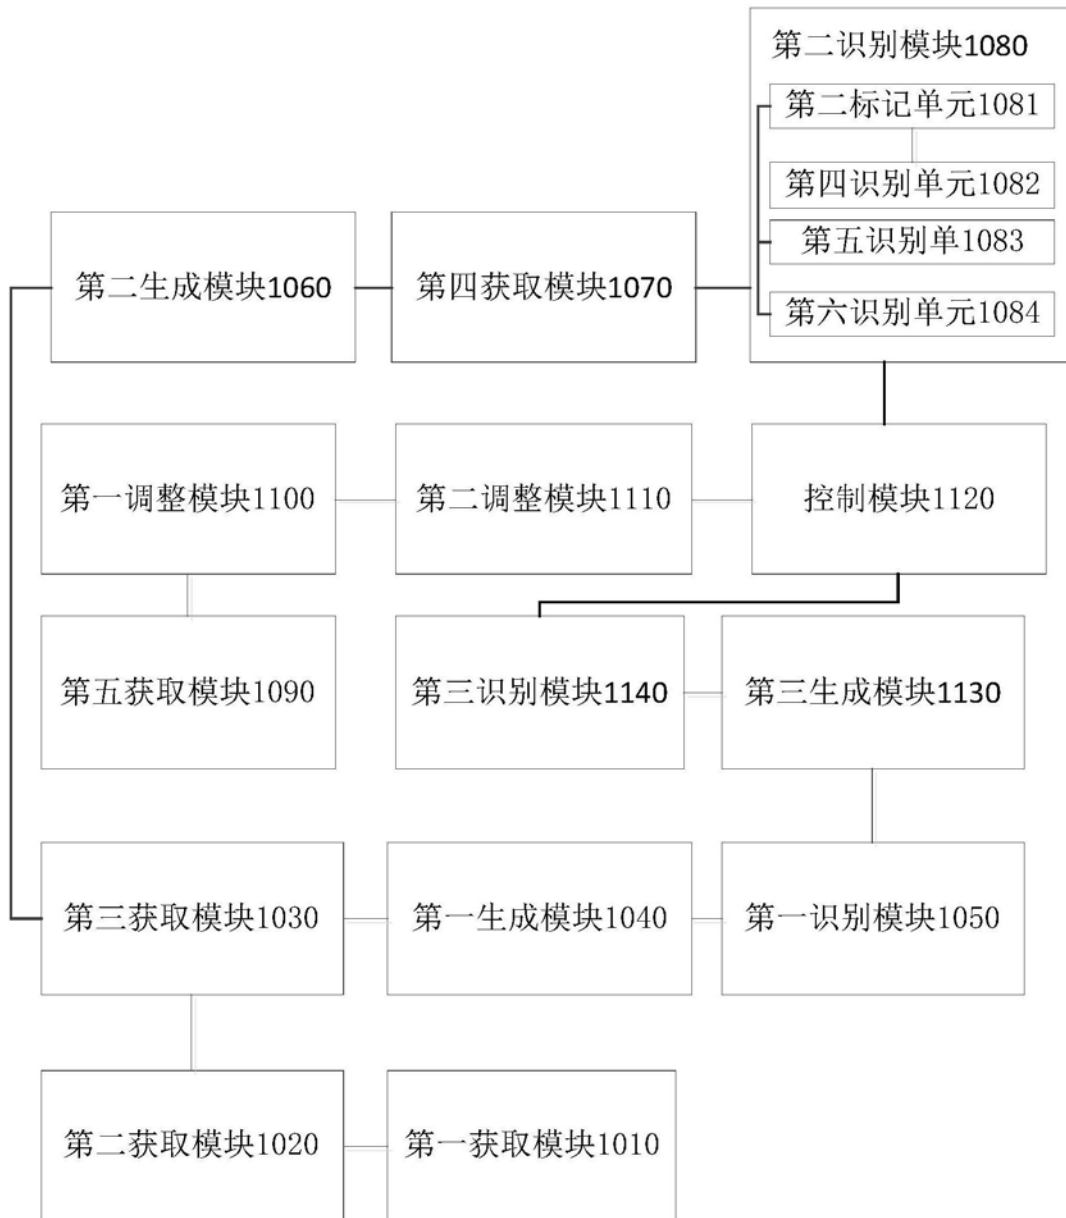 第二识别模块1080
第二标记单元1081
第四识别单元1082
第五识别单1083
第六识别单元1084
第二生成模块1060
第四获取模块1070
第一调整模块1100
第二调整模块1110
控制模块1120
第五获取模块1090
第三识别模块1140
第三生成模块1130
第三获取模块1030
第一生成模块1040
第一识别模块1050
第二获取模块1020
第一获取模块1010